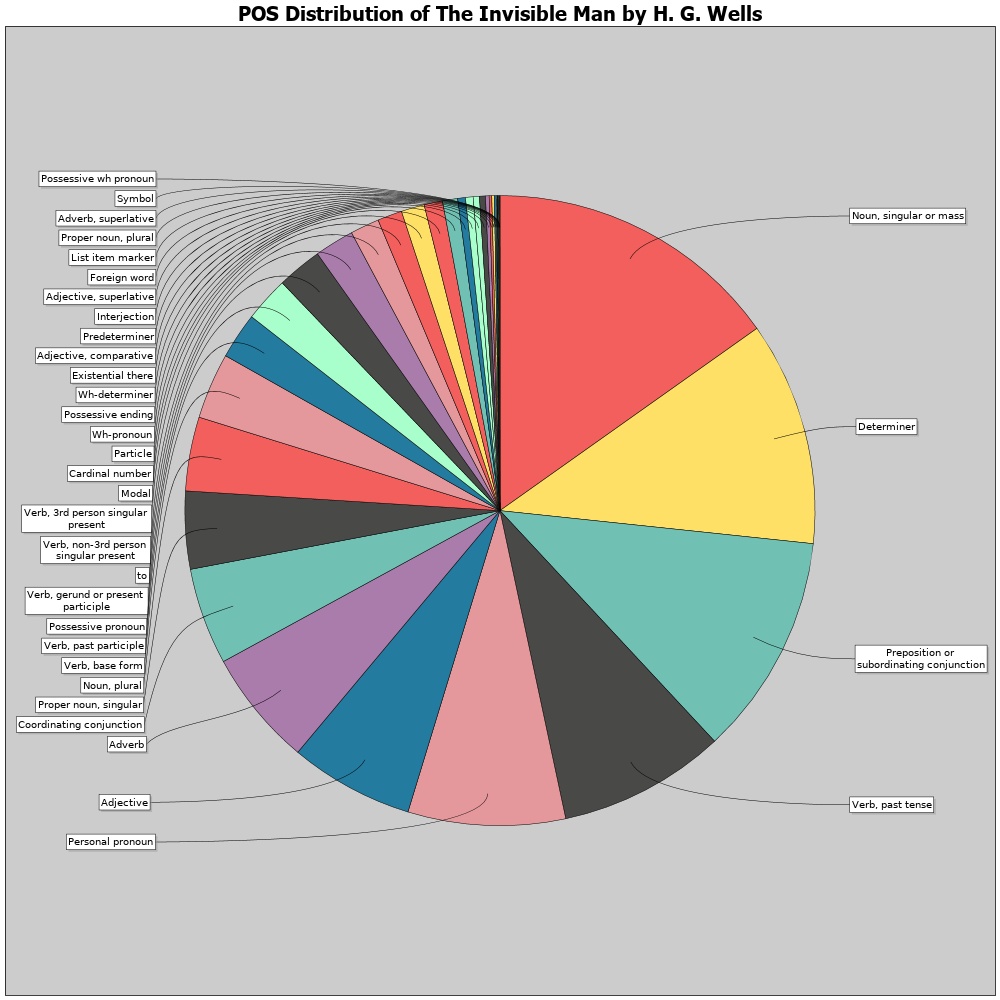 POS Distribution of The Invisible Man by H. G. Wells
Possessive wh pronoun
Symbol
Adverb, superlative
Proper noun, plural
List item marker
Foreign word
Adjective, superlative
Interjection
Predeterminer
Adjective, comparative
Existential there
Wh-determiner
Possessive ending
Wh-pronoun
Particle
Cardinal number
Modal
Verb, 3rd person singular
present
Verb, non-3rd person
singular present
to
Verb, gerund or present
participle
Possessive pronoun
Verb, past participle
Verb, base form
Noun, plural
Proper noun, singular
Coordinating conjunction
Adverb
Adjective
Personal pronoun
Noun, singular or mass
Determiner
Preposition or
subordinating conjunction
Verb, past tense